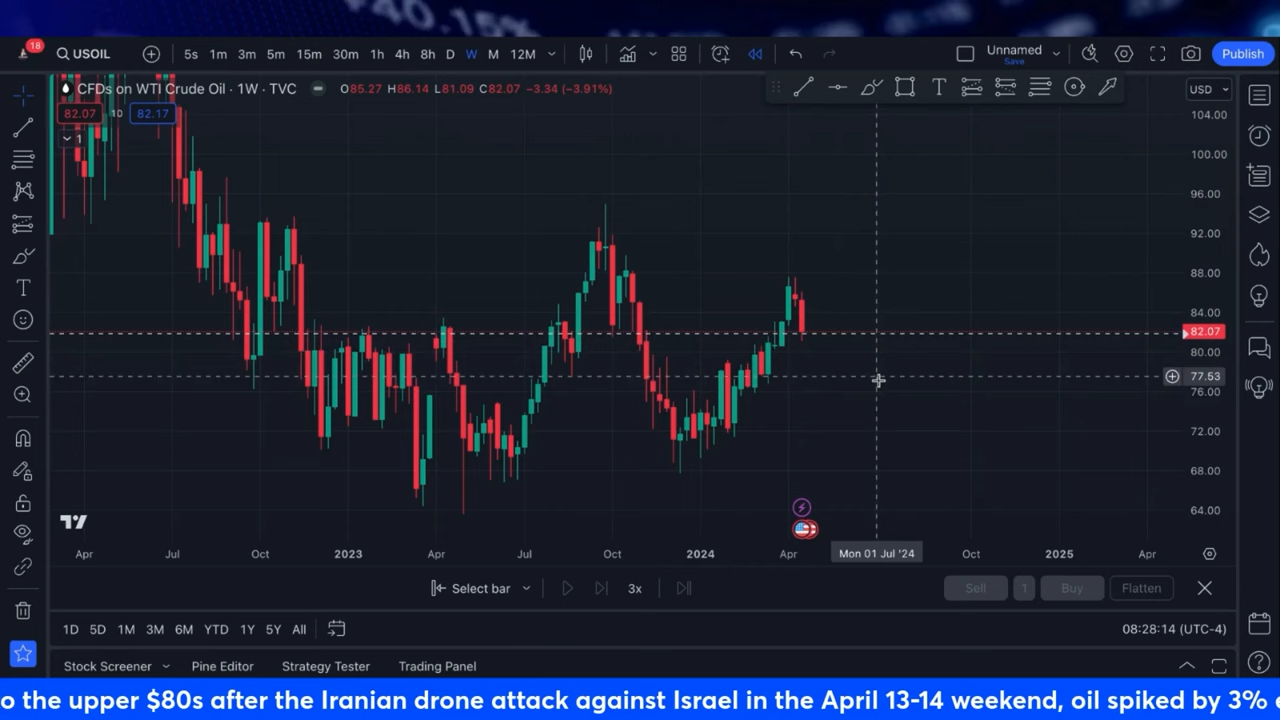 40.15%
18
USOIL
5s 1m 3m 5m 15m 30m 1h 4h 8h D W M 12M
Unnamed
Save
Publish
CFDs on WTI Crude Oil · 1W · TVC
O85.27 H86.14 L81.09 C82.07 -3.34 (-3.91%)
USD
82.07 10 82.17
1
104.00
100.00
96.00
92.00
88.00
84.00
82.07
80.00
77.53
76.00
72.00
68.00
64.00
Apr Jul Oct 2023 Apr Jul Oct 2024 Apr Mon 01 Jul '24 Oct 2025 Apr
Select bar 3x Sell 1 Buy Flatten
1D 5D 1M 3M 6M YTD 1Y 5Y All
08:28:14 (UTC-4)
Stock Screener Pine Editor Strategy Tester Trading Panel
o the upper $80s after the Iranian drone attack against Israel in the April 13-14 weekend, oil spiked by 3%